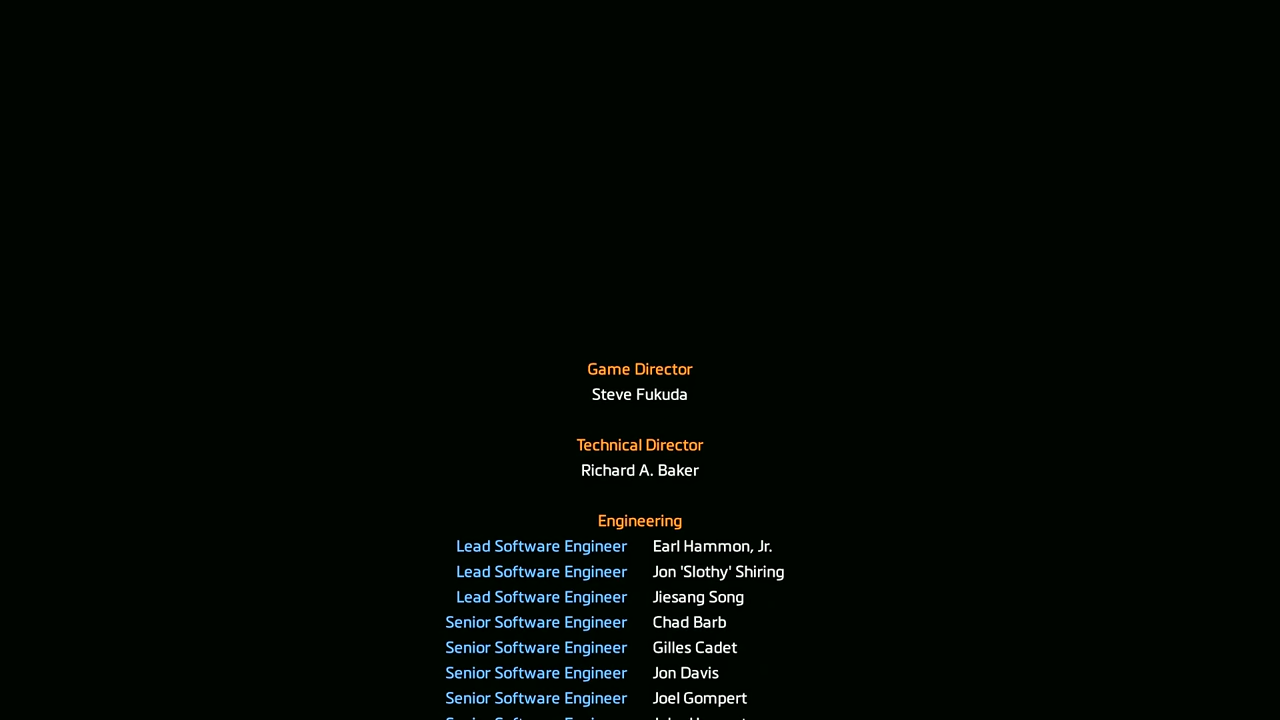 Game Director
Steve Fukuda
Technical Director
Richard A. Baker
Engineering
Lead Software Engineer Earl Hammon, Jr.
Lead Software Engineer Jon 'Slothy' Shiring
Lead Software Engineer Jiesang Song
Senior Software Engineer Chad Barb
Senior Software Engineer Gilles Cadet
Senior Software Engineer Jon Davis
Senior Software Engineer Joel Gompert